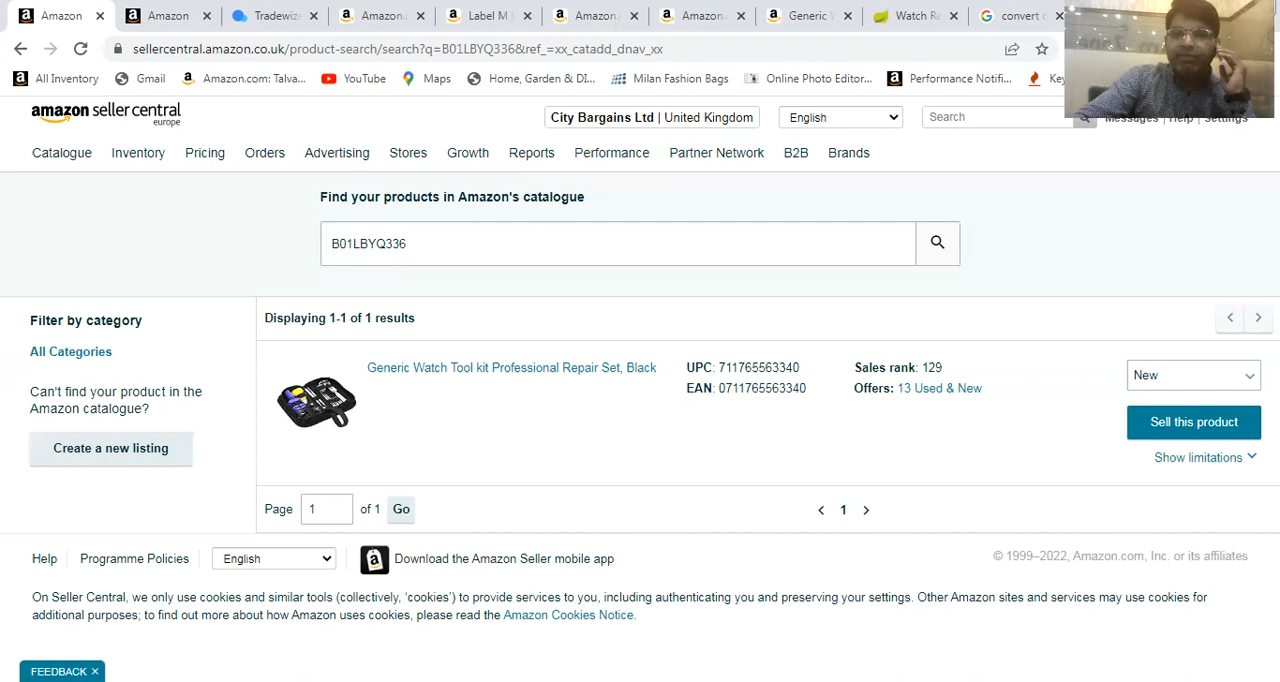 Amazon
Amazon
Tradewize
Amazon.
Label M
Amazon.
Amazon.
Generic
Watch R
convert
sellercentral.amazon.co.uk/product-search/search?q=B01LBYQ336&ref_=xx_catadd_dnav_xx
All Inventory Gmail Amazon.com: Talva... YouTube Maps Home, Garden & DI... Milan Fashion Bags Online Photo Editor... Performance Notifi...
amazon seller central
europe
City Bargains Ltd | United Kingdom
English
Search
Messages | Help | Settings
Catalogue Inventory Pricing Orders Advertising Stores Growth Reports Performance Partner Network B2B Brands
Find your products in Amazon's catalogue
B01LBYQ336
Filter by category
All Categories
Can't find your product in the
Amazon catalogue?
Create a new listing
Displaying 1-1 of 1 results
Generic Watch Tool kit Professional Repair Set, Black
UPC: 711765563340
EAN: 0711765563340
Sales rank: 129
Offers: 13 Used & New
New
Sell this product
Show limitations
Page 1 of 1 Go
1
Help Programme Policies English Download the Amazon Seller mobile app
© 1999–2022, Amazon.com, Inc. or its affiliates
On Seller Central, we only use cookies and similar tools (collectively, 'cookies') to provide services to you, including authenticating you and preserving your settings. Other Amazon sites and services may use cookies for
additional purposes; to find out more about how Amazon uses cookies, please read the Amazon Cookies Notice.
FEEDBACK